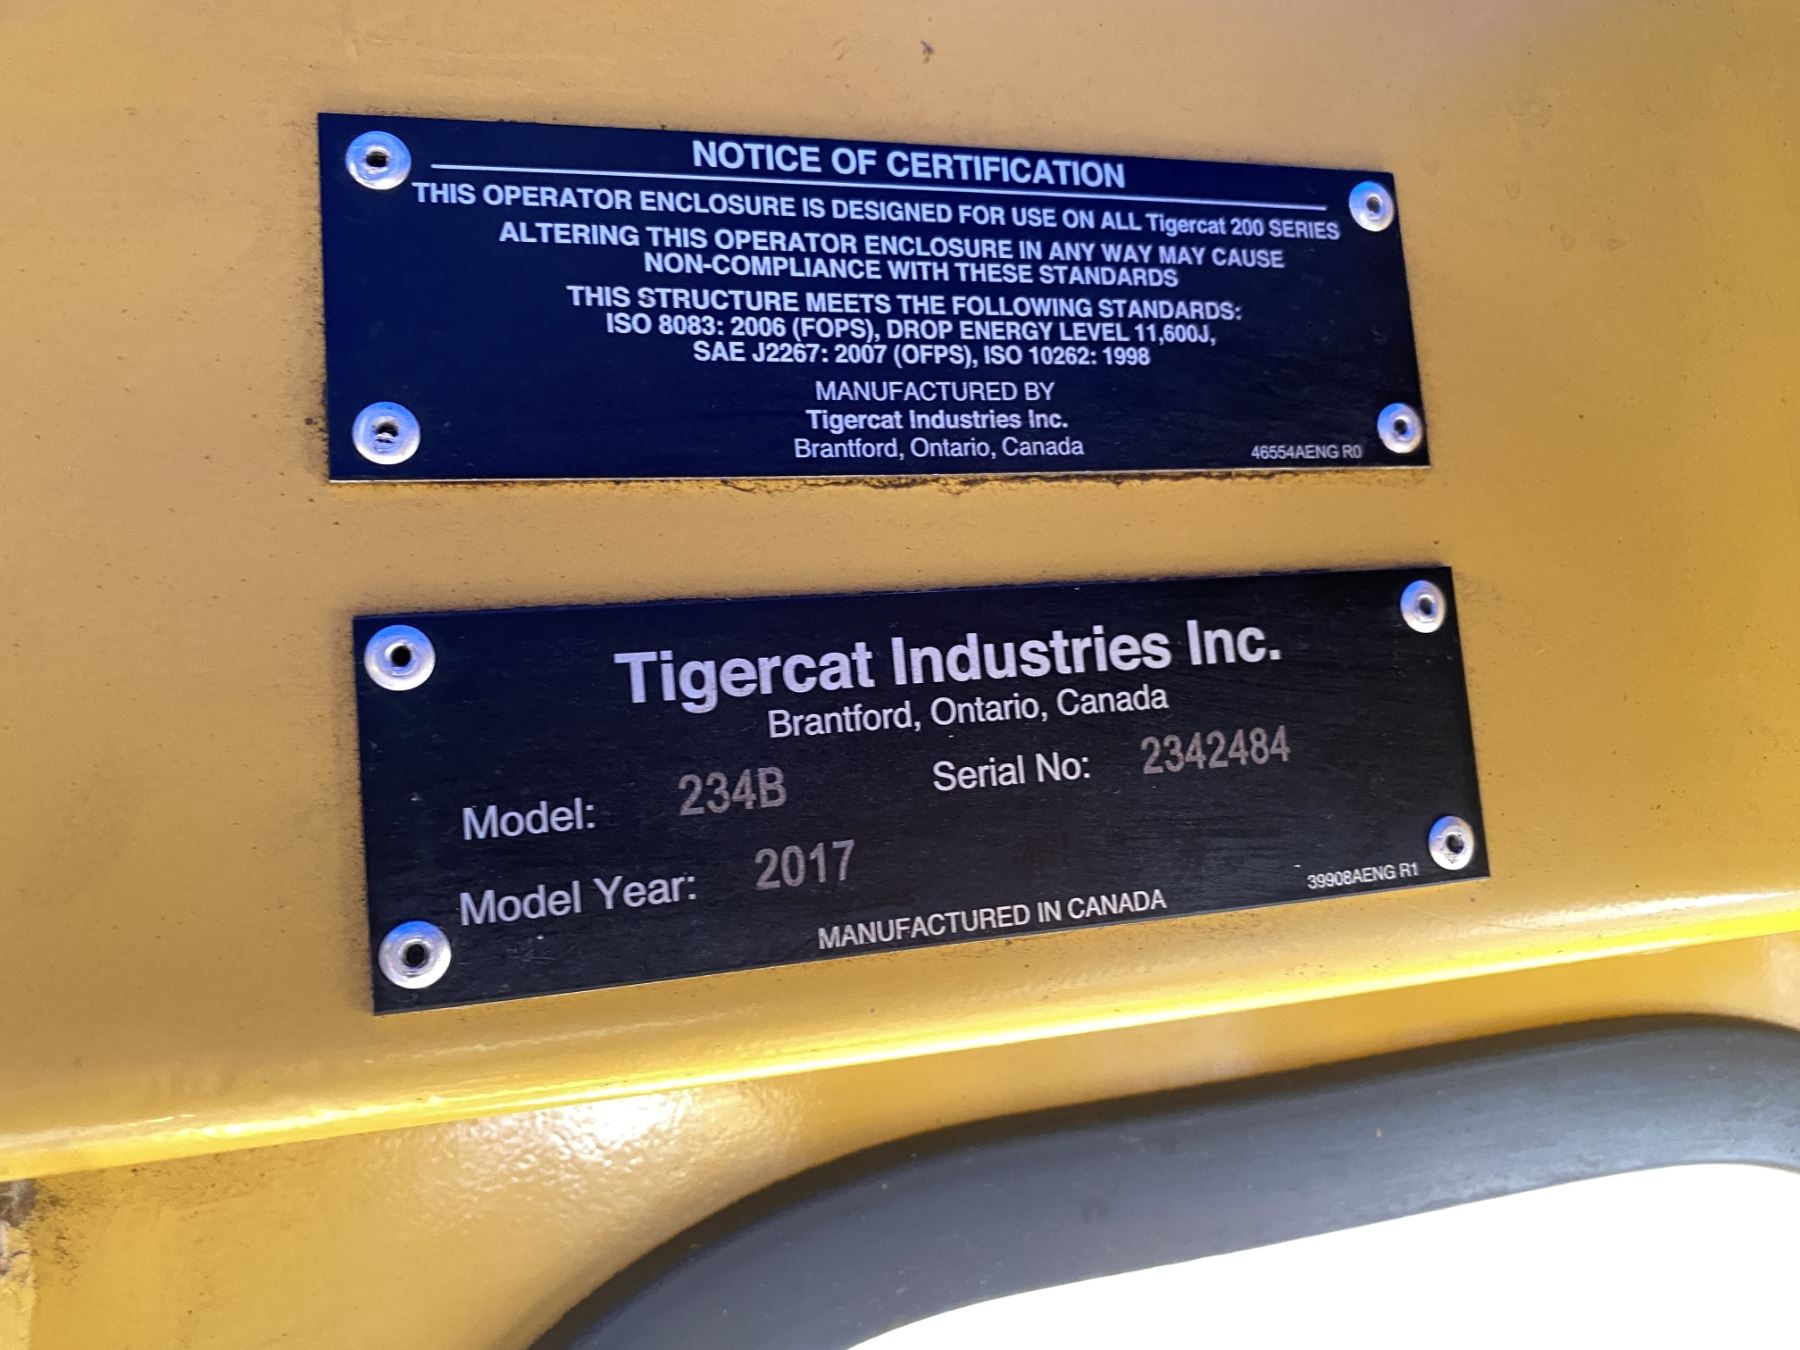 NOTICE OF CERTIFICATION
THIS OPERATOR ENCLOSURE IS DESIGNED FOR USE ON ALL Tigercat 200 SERIES
ALTERING THIS OPERATOR ENCLOSURE IN ANY WAY MAY CAUSE
NON-COMPLIANCE WITH THESE STANDARDS
THIS STRUCTURE MEETS THE FOLLOWING STANDARDS:
ISO 8083: 2006 (FOPS), DROP ENERGY LEVEL 11,600J,
SAE J2267: 2007 (OFPS), ISO 10262: 1998
MANUFACTURED BY
Tigercat Industries Inc.
Brantford, Ontario, Canada
46554AENG R0
Tigercat Industries Inc.
Brantford, Ontario, Canada
Model: 234B Serial No: 2342484
Model Year: 2017
39908AENG R1
MANUFACTURED IN CANADA